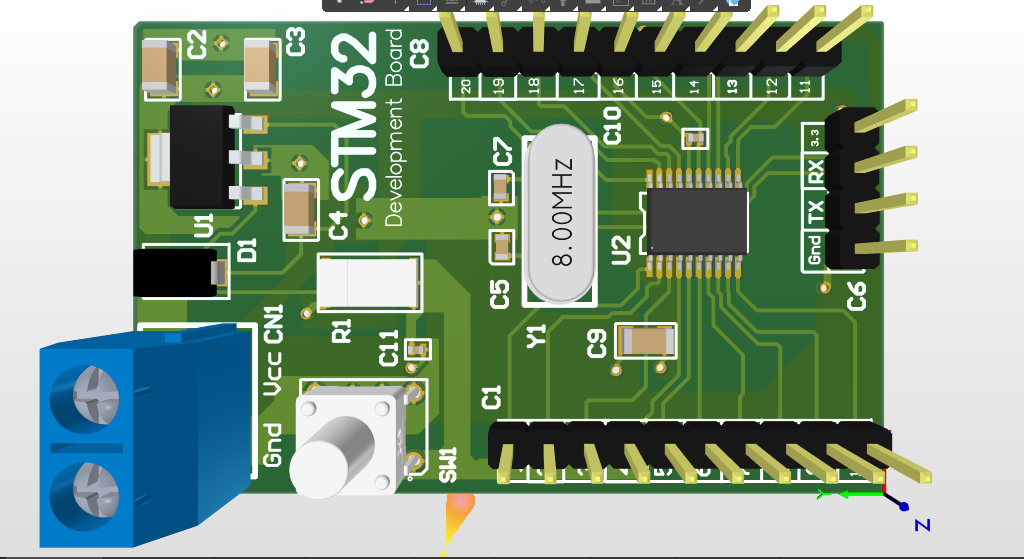 C2
C3
STM32
Development Board
C8
20
19
18
17
16
15
14
13
12
11
C10
3.3
RX
TX
Gnd
C6
C7
8.00MHZ
U2
C5
Y1
C9
U1
C4
D1
R1
C11
CN1
Vcc
Gnd
C1
SW1
Y
Z